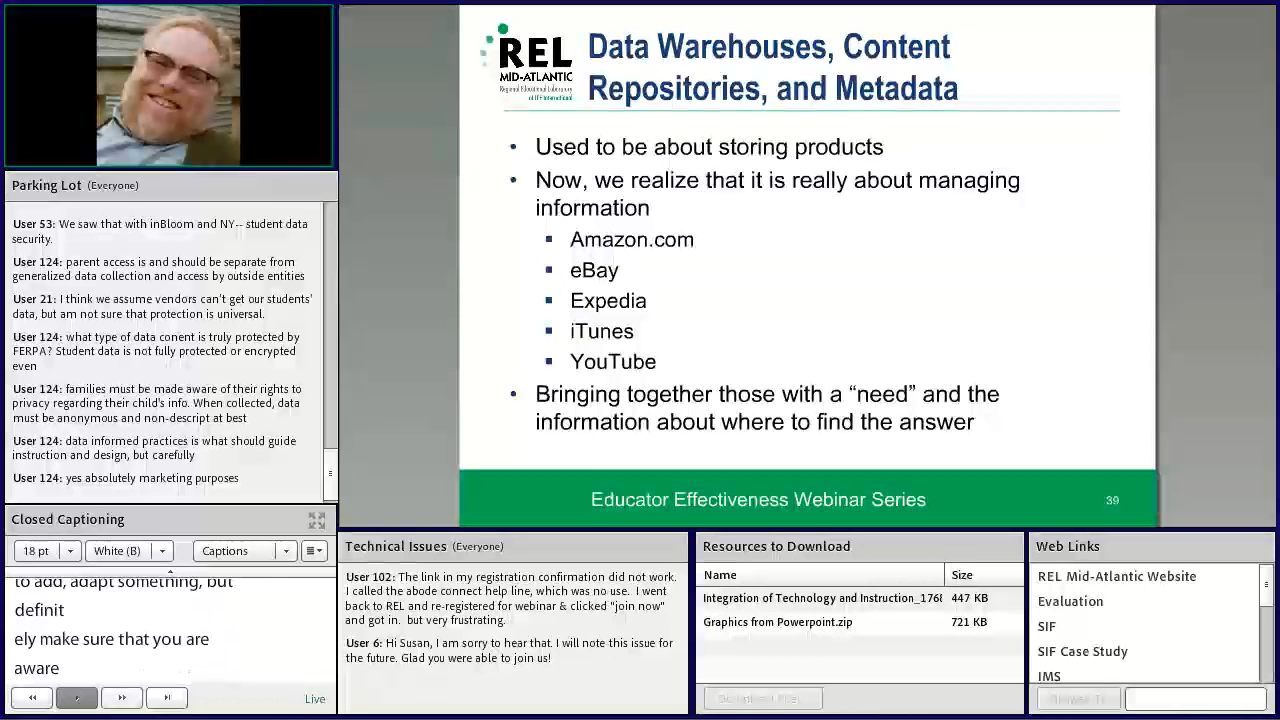 REL
MID-ATLANTIC
Regional Educational Laboratory
at ICF International
Data Warehouses, Content
Repositories, and Metadata
• Used to be about storing products
• Now, we realize that it is really about managing
information
▪ Amazon.com
▪ eBay
▪ Expedia
▪ iTunes
▪ YouTube
• Bringing together those with a “need” and the
information about where to find the answer
Educator Effectiveness Webinar Series
39
Parking Lot (Everyone)
User 53: We saw that with inBloom and NY-- student data
security.
User 124: parent access is and should be separate from
generalized data collection and access by outside entities
User 21: I think we assume vendors can't get our students'
data, but am not sure that protection is universal.
User 124: what type of data conent is truly protected by
FERPA? Student data is not fully protected or encrypted
even
User 124: families must be made aware of their rights to
privacy regarding their child's info. When collected, data
must be anonymous and non-descript at best
User 124: data informed practices is what should guide
instruction and design, but carefully
User 124: yes absolutely marketing purposes
Closed Captioning
18 pt
White (B)
Captions
to add, adapt something, but
definit
ely make sure that you are
aware
Live
Technical Issues (Everyone)
User 102: The link in my registration confirmation did not work.
I called the abode connect help line, which was no use. I went
back to REL and re-registered for webinar & clicked "join now"
and got in. but very frustrating.
User 6: Hi Susan, I am sorry to hear that. I will note this issue for
the future. Glad you were able to join us!
Resources to Download
Name Size
Integration of Technology and Instruction_176 447 KB
Graphics from Powerpoint.zip 721 KB
Web Links
REL Mid-Atlantic Website
Evaluation
SIF
SIF Case Study
IMS